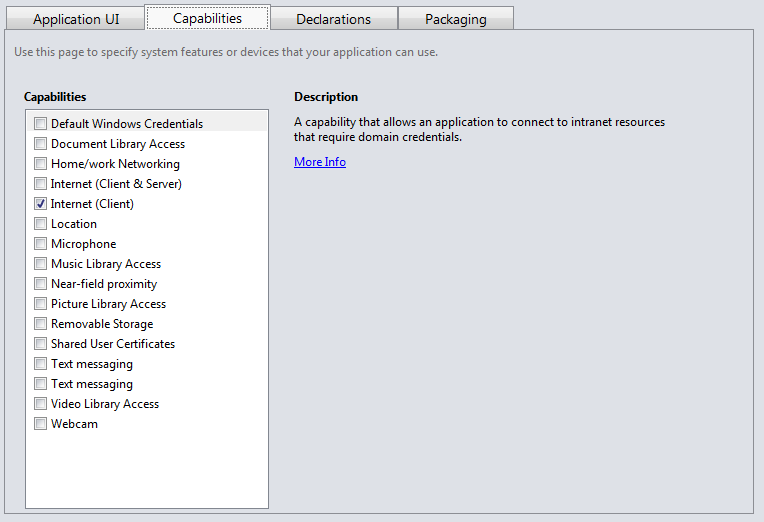 Application UI
Capabilities
Declarations
Packaging
Use this page to specify system features or devices that your application can use.
Capabilities
Default Windows Credentials
Document Library Access
Home/work Networking
Internet (Client & Server)
Internet (Client)
Location
Microphone
Music Library Access
Near-field proximity
Picture Library Access
Removable Storage
Shared User Certificates
Text messaging
Text messaging
Video Library Access
Webcam
Description
A capability that allows an application to connect to intranet resources
that require domain credentials.
More Info